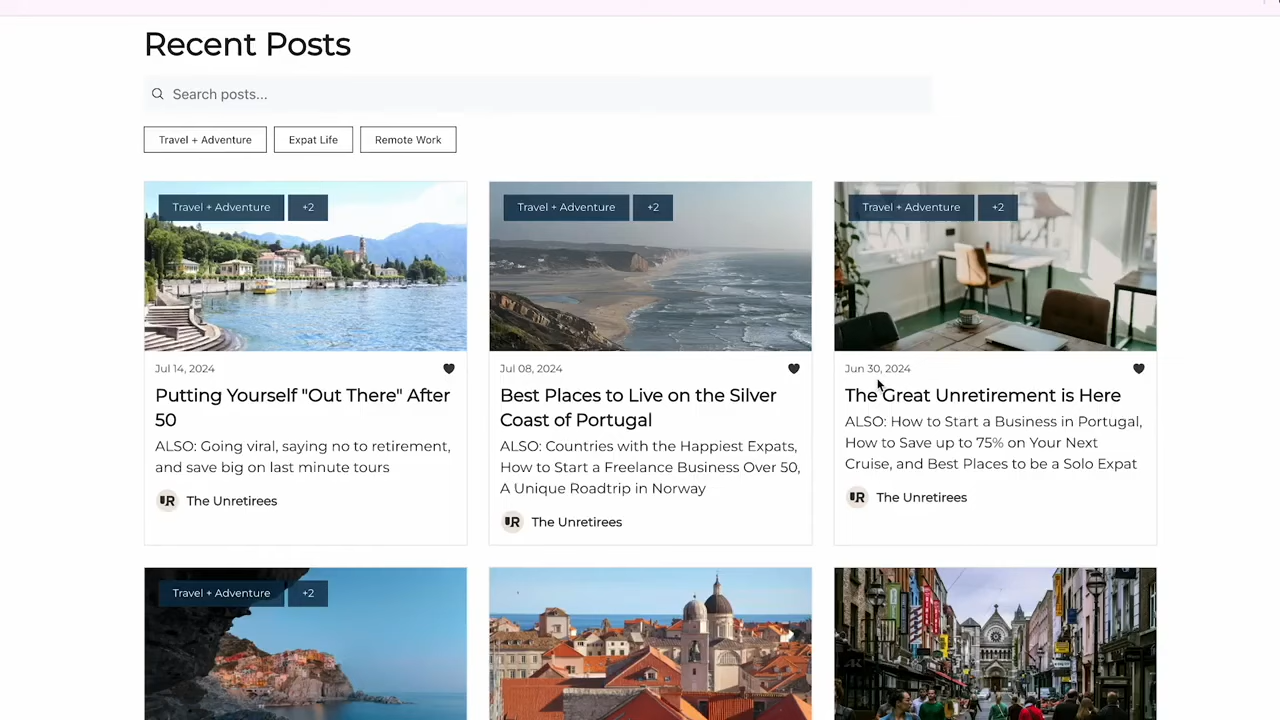 Recent Posts
Search posts...
Travel + Adventure
Expat Life
Remote Work
Travel + Adventure
+2
Jul 14, 2024
Putting Yourself "Out There" After
50
ALSO: Going viral, saying no to retirement,
and save big on last minute tours
UR
The Unretirees
Travel + Adventure
+2
Jul 08, 2024
Best Places to Live on the Silver
Coast of Portugal
ALSO: Countries with the Happiest Expats,
How to Start a Freelance Business Over 50,
A Unique Roadtrip in Norway
UR
The Unretirees
Travel + Adventure
+2
Jun 30, 2024
The Great Unretirement is Here
ALSO: How to Start a Business in Portugal,
How to Save up to 75% on Your Next
Cruise, and Best Places to be a Solo Expat
UR
The Unretirees
Travel + Adventure
+2